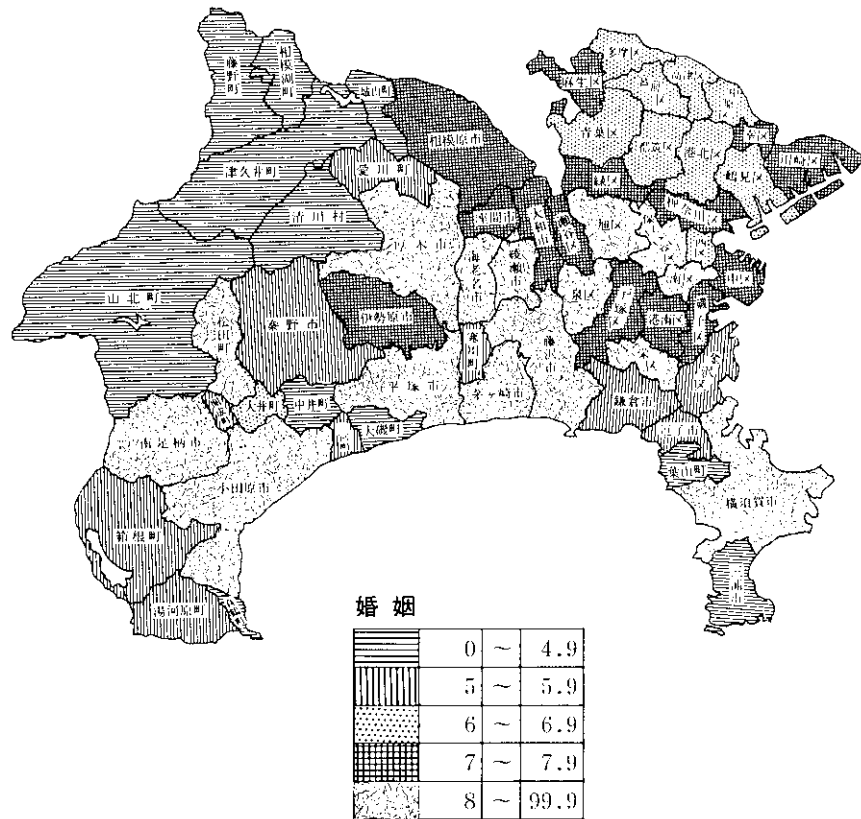 藤野町
相模湖町
城山町
相模原市
津久井町
愛川町
清川村
山北町
厚木市
座間市
大和市
海老名市
綾瀬市
秦野市
伊勢原市
松田町
大井町
中井町
平塚市
寒川町
茅ヶ崎市
藤沢市
大磯町
南足柄市
小田原市
箱根町
湯河原町
鎌倉市
逗子市
葉山町
横須賀市
多摩区
麻生区
高津区
青葉区
都筑区
港北区
幸区
川崎区
鶴見区
緑区
神奈川区
旭区
泉区
戸塚区
港南区
南区
中区
金沢区
婚姻
0 ～ 4.9
5 ～ 5.9
6 ～ 6.9
7 ～ 7.9
8 ～ 99.9